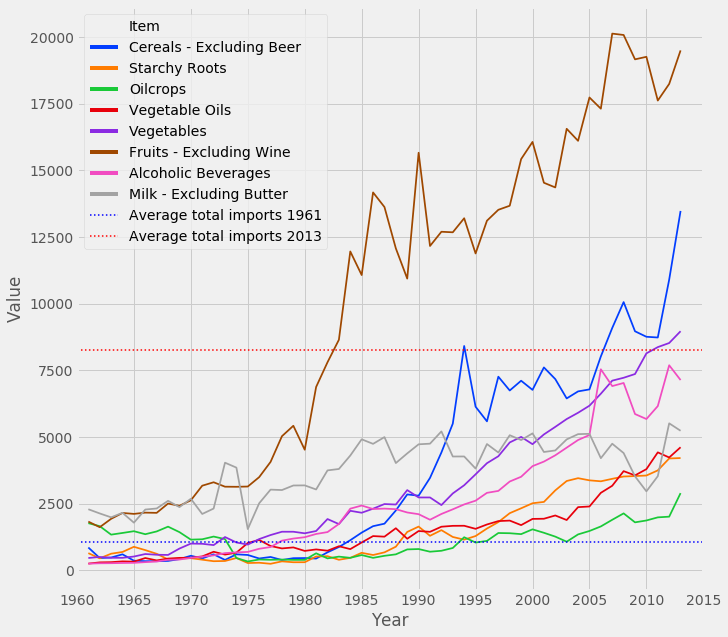 Item
Cereals - Excluding Beer
Starchy Roots
Oilcrops
Vegetable Oils
Vegetables
Fruits - Excluding Wine
Alcoholic Beverages
Milk - Excluding Butter
Average total imports 1961
Average total imports 2013
20000
17500
15000
12500
10000
7500
5000
2500
0
Value
1960 1965 1970 1975 1980 1985 1990 1995 2000 2005 2010 2015
Year